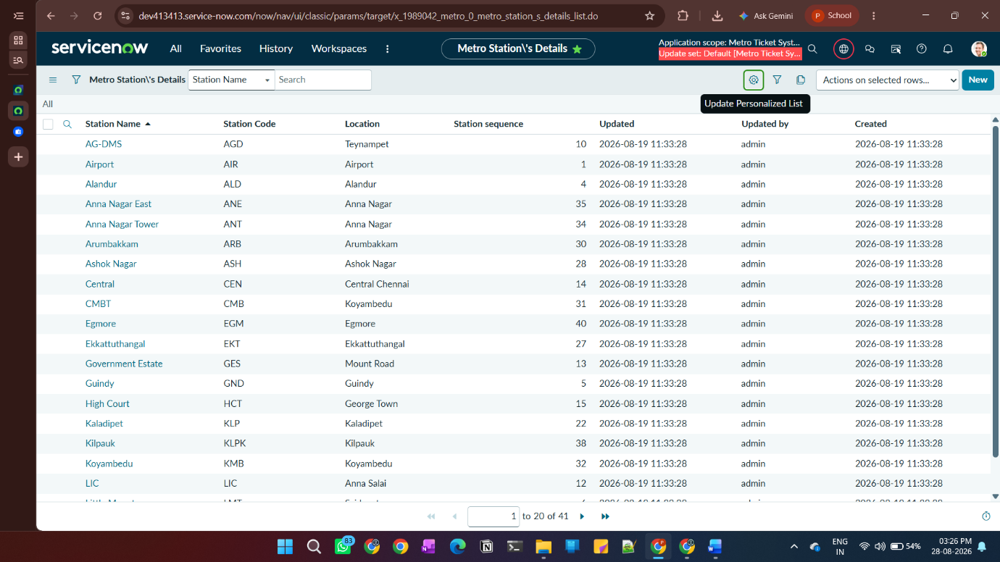 dev413413.service-now.com/now/nav/ui/classic/params/target/x_1989042_metro_0_metro_station_s_details_list.do
Ask Gemini
P School
servicenow
All Favorites History Workspaces
Metro Station\'s Details
Application scope: Metro Ticket Syst...
Update set: Default [Metro Ticket Sy...
Metro Station\'s Details Station Name Search Actions on selected rows... New
All
Update Personalized List
Station Name Station Code Location Station sequence Updated Updated by Created
AG-DMS AGD Teynampet 10 2026-08-19 11:33:28 admin 2026-08-19 11:33:28
Airport AIR Airport 1 2026-08-19 11:33:28 admin 2026-08-19 11:33:28
Alandur ALD Alandur 4 2026-08-19 11:33:28 admin 2026-08-19 11:33:28
Anna Nagar East ANE Anna Nagar 35 2026-08-19 11:33:28 admin 2026-08-19 11:33:28
Anna Nagar Tower ANT Anna Nagar 34 2026-08-19 11:33:28 admin 2026-08-19 11:33:28
Arumbakkam ARB Arumbakkam 30 2026-08-19 11:33:28 admin 2026-08-19 11:33:28
Ashok Nagar ASH Ashok Nagar 28 2026-08-19 11:33:28 admin 2026-08-19 11:33:28
Central CEN Central Chennai 14 2026-08-19 11:33:28 admin 2026-08-19 11:33:28
CMBT CMB Koyambedu 31 2026-08-19 11:33:28 admin 2026-08-19 11:33:28
Egmore EGM Egmore 40 2026-08-19 11:33:28 admin 2026-08-19 11:33:28
Ekkattuthangal EKT Ekkattuthangal 27 2026-08-19 11:33:28 admin 2026-08-19 11:33:28
Government Estate GES Mount Road 13 2026-08-19 11:33:28 admin 2026-08-19 11:33:28
Guindy GND Guindy 5 2026-08-19 11:33:28 admin 2026-08-19 11:33:28
High Court HCT George Town 15 2026-08-19 11:33:28 admin 2026-08-19 11:33:28
Kaladipet KLP Kaladipet 22 2026-08-19 11:33:28 admin 2026-08-19 11:33:28
Kilpauk KLPK Kilpauk 38 2026-08-19 11:33:28 admin 2026-08-19 11:33:28
Koyambedu KMB Koyambedu 32 2026-08-19 11:33:28 admin 2026-08-19 11:33:28
LIC LIC Anna Salai 12 2026-08-19 11:33:28 admin 2026-08-19 11:33:28
1 to 20 of 41
83
ENG
IN
54%
03:26 PM
28-08-2026